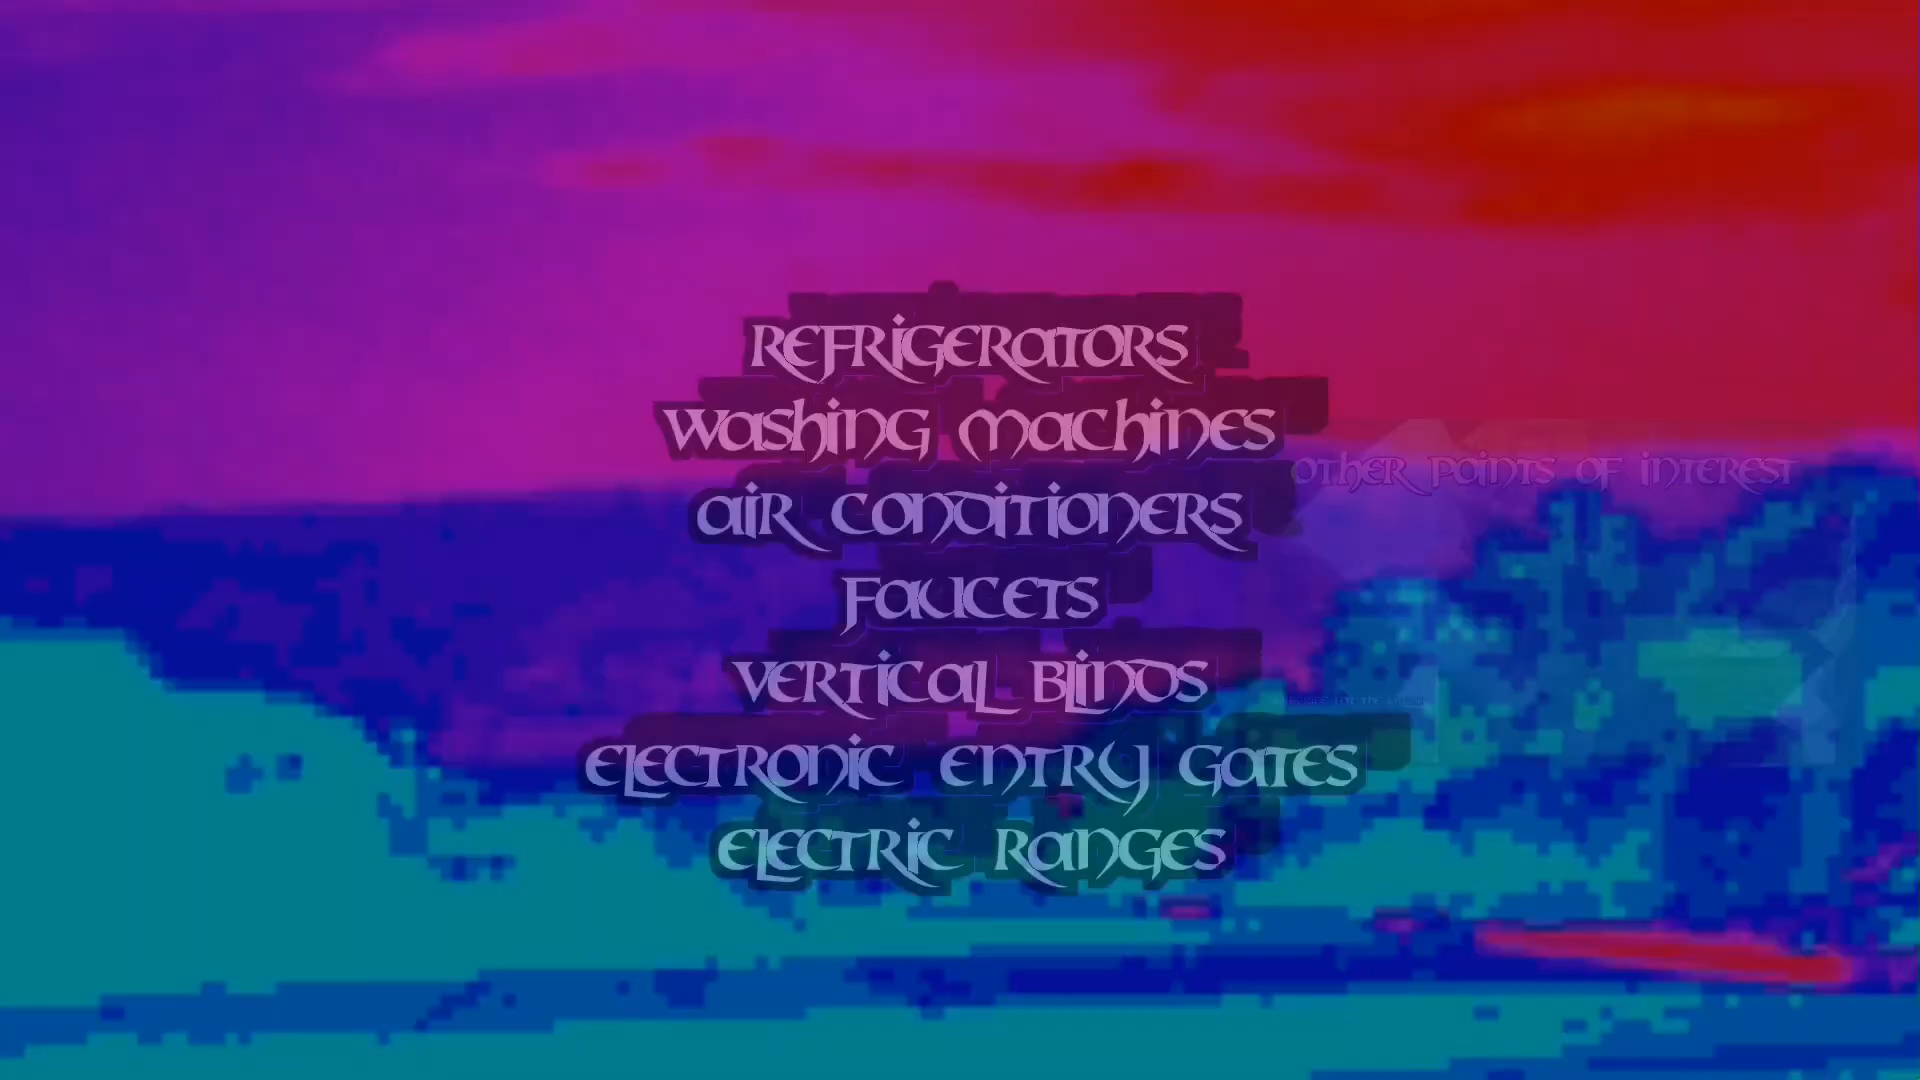 Refrigerators
Washing Machines
Air Conditioners
Faucets
Vertical Blinds
Electronic Entry Gates
Electric Ranges
Other Points of Interest